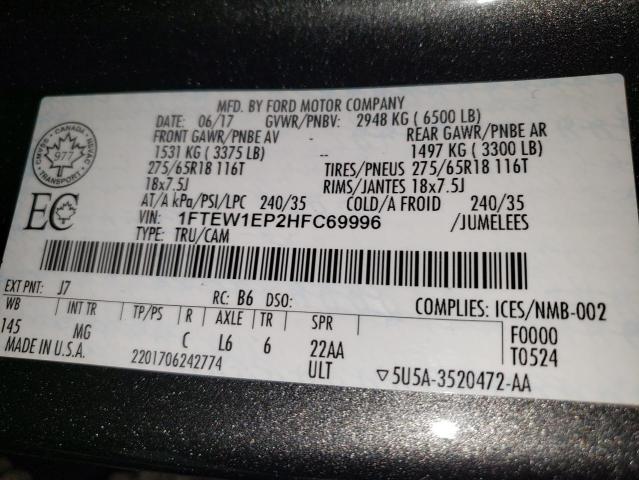 MFD. BY FORD MOTOR COMPANY
DATE: 06/17 GVWR/PNBV: 2948 KG ( 6500 LB)
FRONT GAWR/PNBE AV REAR GAWR/PNBE AR
1531 KG ( 3375 LB) -- 1497 KG ( 3300 LB)
275/65R18 116T TIRES/PNEUS 275/65R18 116T
18x7.5J RIMS/JANTES 18x7.5J
AT/A kPa/PSI/LPC 240/35 COLD/A FROID 240/35
VIN: 1FTEW1EP2HFC69996 /JUMELEES
TYPE: TRU/CAM
CMVSS - CANADA - NSVAC
977
TRANSPORT
EC
EXT PNT: J7 RC: B6 DSO: COMPLIES: ICES/NMB-002
WB INT TR TP/PS R AXLE TR SPR F0000
145 MG C L6 6 22AA T0524
MADE IN U.S.A. 2201706242774 ULT ▽5U5A-3520472-AA